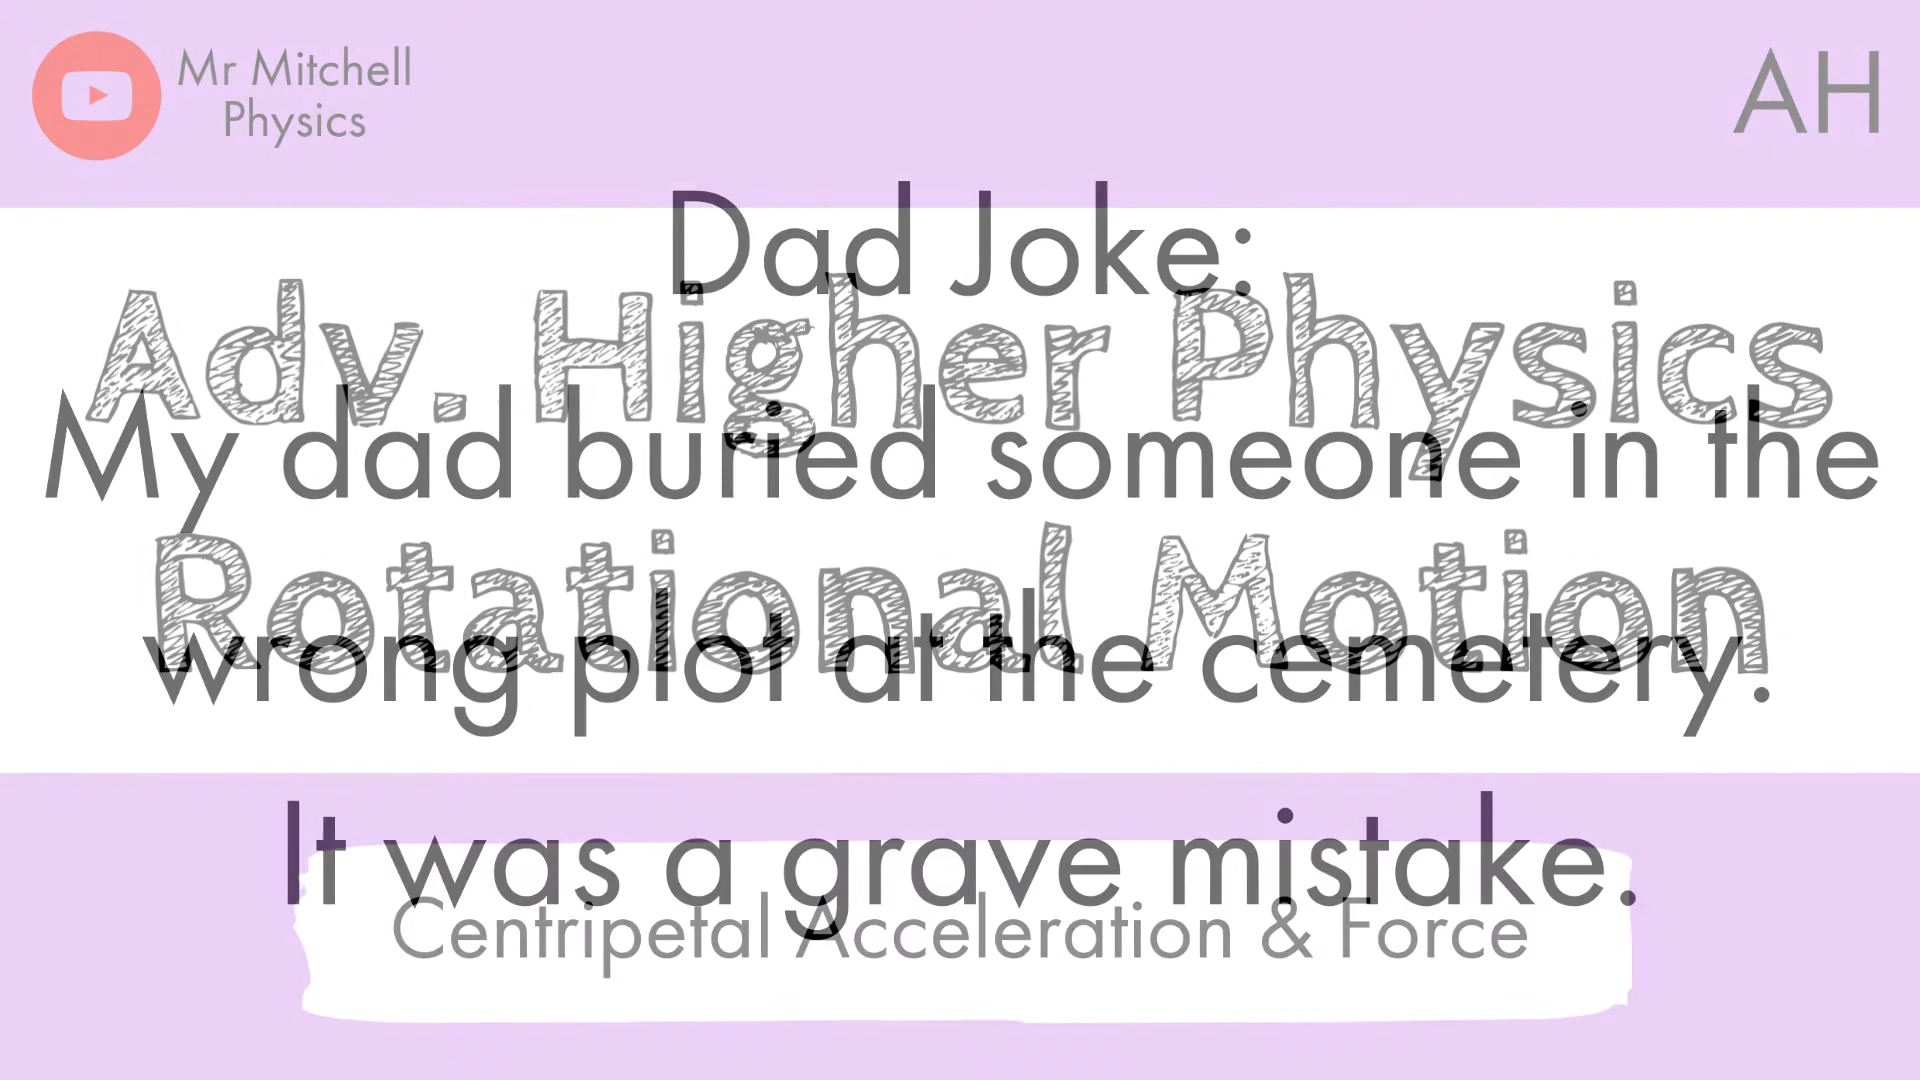 Mr Mitchell
Physics
AH
Dad Joke:
Adv. Higher Physics
My dad buried someone in the
Rotational Motion
wrong plot at the cemetery.
It was a grave mistake.
Centripetal Acceleration & Force